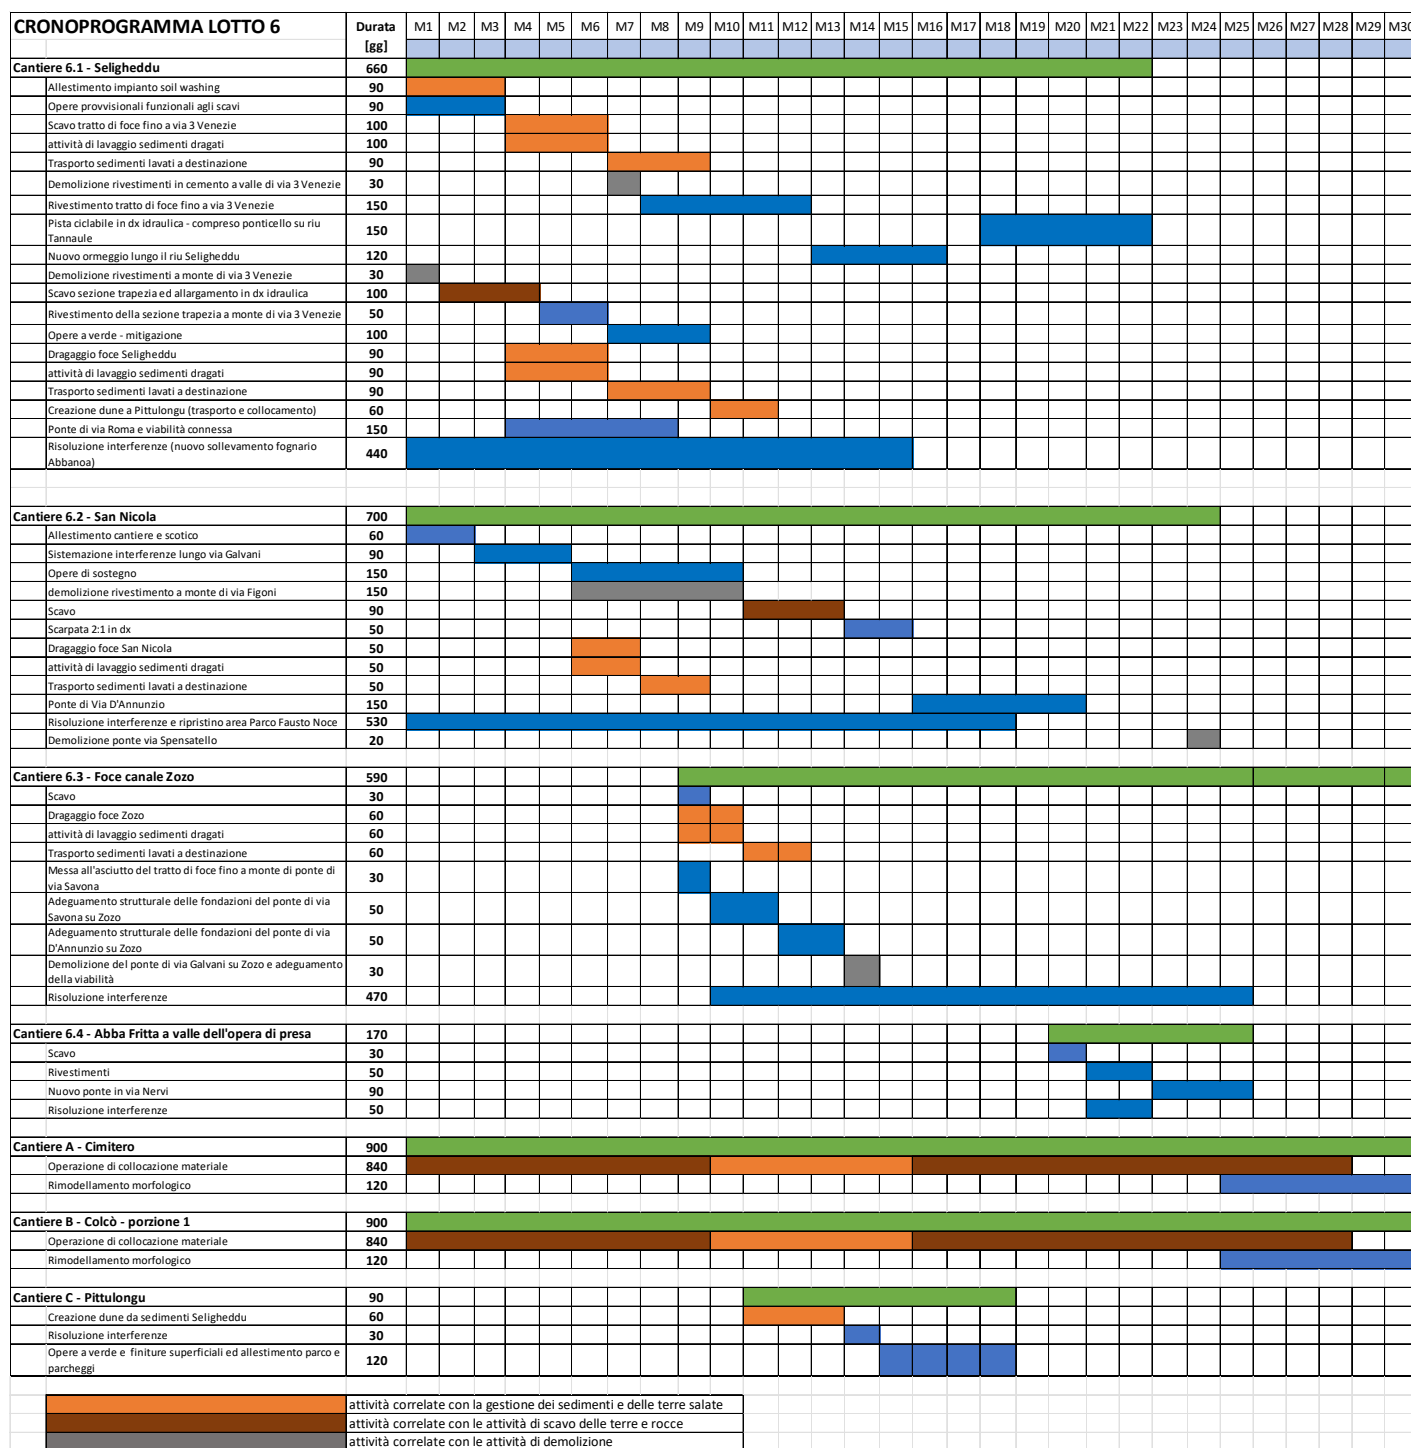 CRONOPROGRAMMA LOTTO 6 Durata M1 M2 M3 M4 M5 M6 M7 M8 M9 M10 M11 M12 M13 M14 M15 M16 M17 M18 M19 M20 M21 M22 M23 M24 M25 M26 M27 M28 M29 M30
[gg]
Cantiere 6.1 - Seligheddu 660
Allestimento impianto soil washing 90
Opere provvisionali funzionali agli scavi 90
Scavo tratto di foce fino a via 3 Venezie 100
attività di lavaggio sedimenti dragati 100
Trasporto sedimenti lavati a destinazione 90
Demolizione rivestimenti in cemento a valle di via 3 Venezie 30
Rivestimento tratto di foce fino a via 3 Venezie 150
Pista ciclabile in dx idraulica - compreso ponticello su riu
Tannaule 150
Nuovo ormeggio lungo il riu Seligheddu 120
Demolizione rivestimenti a monte di via 3 Venezie 30
Scavo sezione trapezia ed allargamento in dx idraulica 100
Rivestimento della sezione trapezia a monte di via 3 Venezie 50
Opere a verde - mitigazione 100
Dragaggio foce Seligheddu 90
attività di lavaggio sedimenti dragati 90
Trasporto sedimenti lavati a destinazione 90
Creazione dune a Pittulongu (trasporto e collocamento) 60
Ponte di via Roma e viabilità connessa 150
Risoluzione interferenze (nuovo sollevamento fognario
Abbanoa) 440
Cantiere 6.2 - San Nicola 700
Allestimento cantiere e scotico 60
Sistemazione interferenze lungo via Galvani 90
Opere di sostegno 150
demolizione rivestimento a monte di via Figoni 150
Scavo 90
Scarpata 2:1 in dx 50
Dragaggio foce San Nicola 50
attività di lavaggio sedimenti dragati 50
Trasporto sedimenti lavati a destinazione 50
Ponte di Via D'Annunzio 150
Risoluzione interferenze e ripristino area Parco Fausto Noce 530
Demolizione ponte via Spensatello 20
Cantiere 6.3 - Foce canale Zozo 590
Scavo 30
Dragaggio foce Zozo 60
attività di lavaggio sedimenti dragati 60
Trasporto sedimenti lavati a destinazione 60
Messa all'asciutto del tratto di foce fino a monte di ponte di
via Savona 30
Adeguamento strutturale delle fondazioni del ponte di via
Savona su Zozo 50
Adeguamento strutturale delle fondazioni del ponte di via
D'Annunzio su Zozo 50
Demolizione del ponte di via Galvani su Zozo e adeguamento
della viabilità 30
Risoluzione interferenze 470
Cantiere 6.4 - Abba Fritta a valle dell'opera di presa 170
Scavo 30
Rivestimenti 50
Nuovo ponte in via Nervi 90
Risoluzione interferenze 50
Cantiere A - Cimitero 900
Operazione di collocazione materiale 840
Rimodellamento morfologico 120
Cantiere B - Colcò - porzione 1 900
Operazione di collocazione materiale 840
Rimodellamento morfologico 120
Cantiere C - Pittulongu 90
Creazione dune da sedimenti Seligheddu 60
Risoluzione interferenze 30
Opere a verde e finiture superficiali ed allestimento parco e
parcheggi 120
attività correlate con la gestione dei sedimenti e delle terre salate
attività correlate con le attività di scavo delle terre e rocce
attività correlate con le attività di demolizione